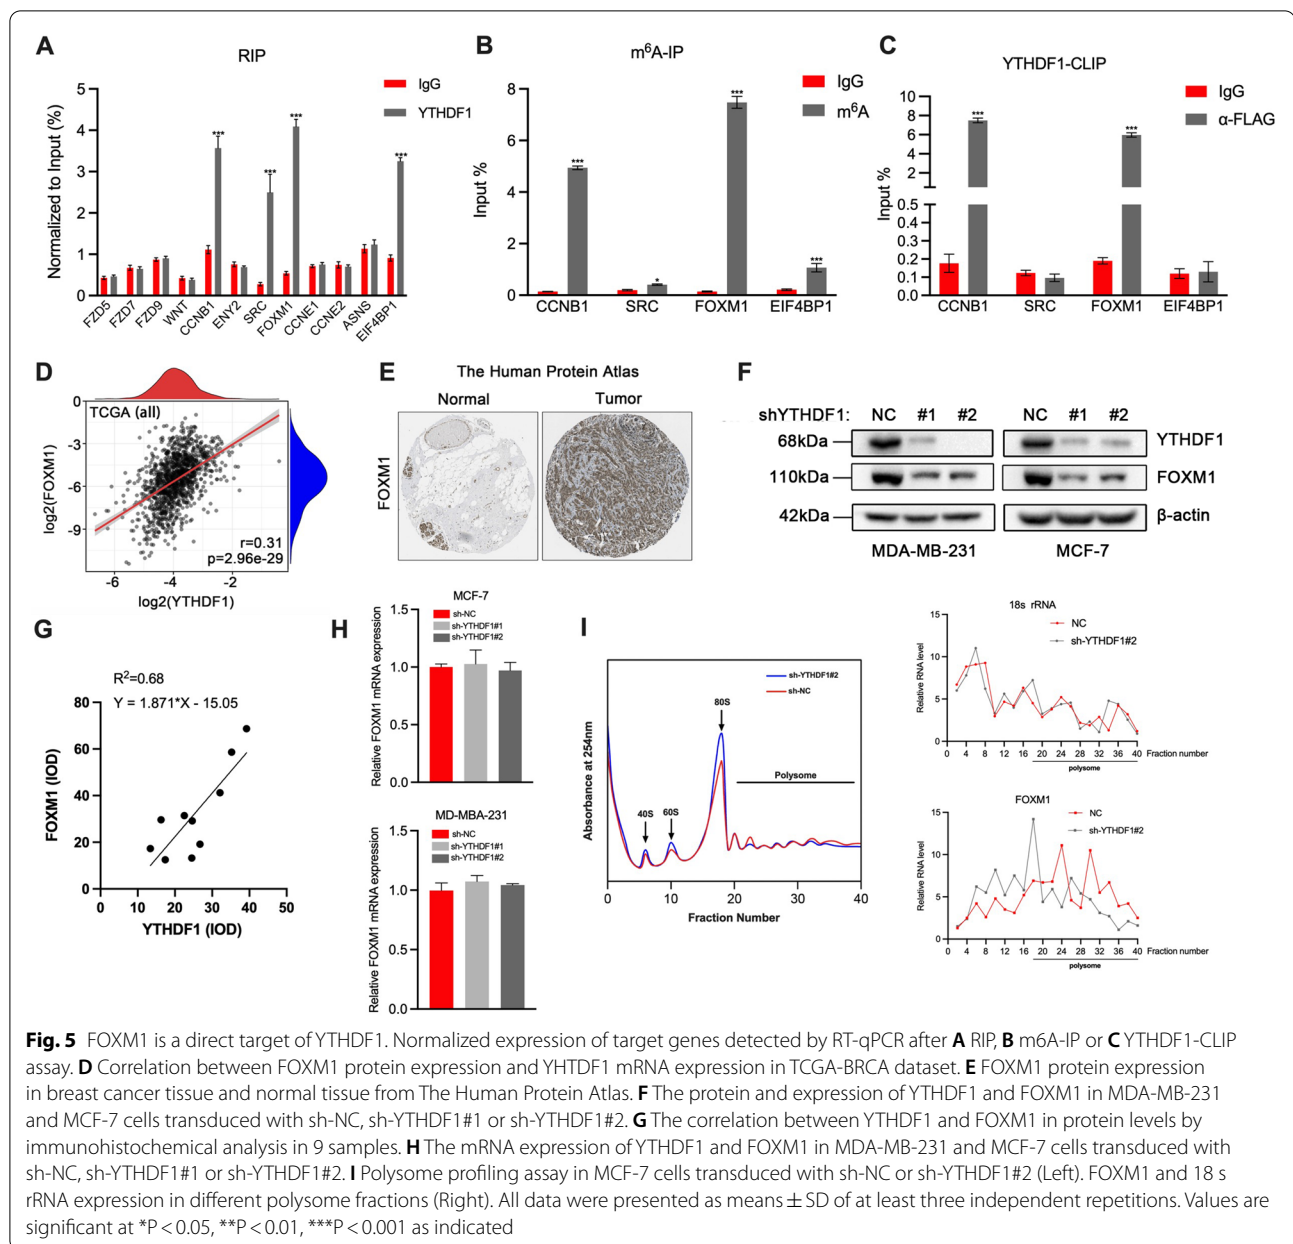 A
RIP
IgG
YTHDF1
Normalized to Input (%)
5
4
3
2
1
0
***
***
***
***
FZD5
FZD7
FZD9
WNT
CCNB1
ENY2
SRC
FOXM1
CCNE1
CCNE2
ASNS
EIF4BP1
B
m⁶A-IP
IgG
m⁶A
Input %
8
6
4
2
0
***
*
***
***
CCNB1 SRC FOXM1 EIF4BP1
C
YTHDF1-CLIP
IgG
α-FLAG
Input %
10
8
6
4
2
0
0.5
0.4
0.3
0.2
0.1
0.0
***
***
CCNB1 SRC FOXM1 EIF4BP1
D
TCGA (all)
log2(FOXM1)
0
-3
-6
-9
r=0.31
p=2.96e-29
-6 -4 -2 0
log2(YTHDF1)
E
The Human Protein Atlas
Normal Tumor
FOXM1
F
shYTHDF1: NC #1 #2 NC #1 #2
68kDa YTHDF1
110kDa FOXM1
42kDa β-actin
MDA-MB-231 MCF-7
G
R²=0.68
Y = 1.871*X - 15.05
FOXM1 (IOD)
80
60
40
20
0
0 10 20 30 40 50
YTHDF1 (IOD)
H
MCF-7
sh-NC
sh-YTHDF1#1
sh-YTHDF1#2
Relative FOXM1 mRNA expression
1.5
1.0
0.5
0.0
MD-MBA-231
sh-NC
sh-YTHDF1#1
sh-YTHDF1#2
Relative FOXM1 mRNA expression
1.5
1.0
0.5
0.0
I
sh-YTHDF1#2
sh-NC
Absorbance at 254nm
40S
60S
80S
Polysome
0 10 20 30 40
Fraction Number
18s rRNA
NC
sh-YTHDF1#2
Relative RNA level
15
10
5
0
0 4 8 12 16 20 24 28 32 36 40 Fraction number
polysome
FOXM1
NC
sh-YTHDF1#2
Relative RNA level
15
10
5
0
0 4 8 12 16 20 24 28 32 36 40 Fraction number
polysome
Fig. 5 FOXM1 is a direct target of YTHDF1. Normalized expression of target genes detected by RT-qPCR after A RIP, B m6A-IP or C YTHDF1-CLIP
assay. D Correlation between FOXM1 protein expression and YHTDF1 mRNA expression in TCGA-BRCA dataset. E FOXM1 protein expression
in breast cancer tissue and normal tissue from The Human Protein Atlas. F The protein and expression of YTHDF1 and FOXM1 in MDA-MB-231
and MCF-7 cells transduced with sh-NC, sh-YTHDF1#1 or sh-YTHDF1#2. G The correlation between YTHDF1 and FOXM1 in protein levels by
immunohistochemical analysis in 9 samples. H The mRNA expression of YTHDF1 and FOXM1 in MDA-MB-231 and MCF-7 cells transduced with
sh-NC, sh-YTHDF1#1 or sh-YTHDF1#2. I Polysome profiling assay in MCF-7 cells transduced with sh-NC or sh-YTHDF1#2 (Left). FOXM1 and 18 s
rRNA expression in different polysome fractions (Right). All data were presented as means ± SD of at least three independent repetitions. Values are
significant at *P < 0.05, **P < 0.01, ***P < 0.001 as indicated